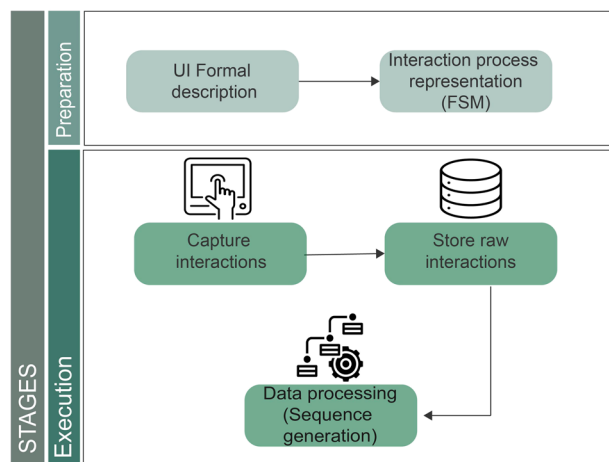 STAGES
Preparation
UI Formal
description
Interaction process
representation
(FSM)
Execution
Capture
interactions
Store raw
interactions
Data processing
(Sequence
generation)